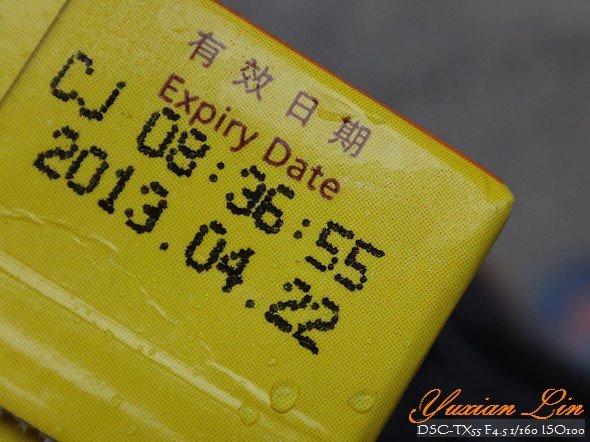 有效日期
Expiry Date
CJ 08:36:55
2013.04.22
Yuxian Lin
DSC-TX55 F4.5 1/160 ISO100